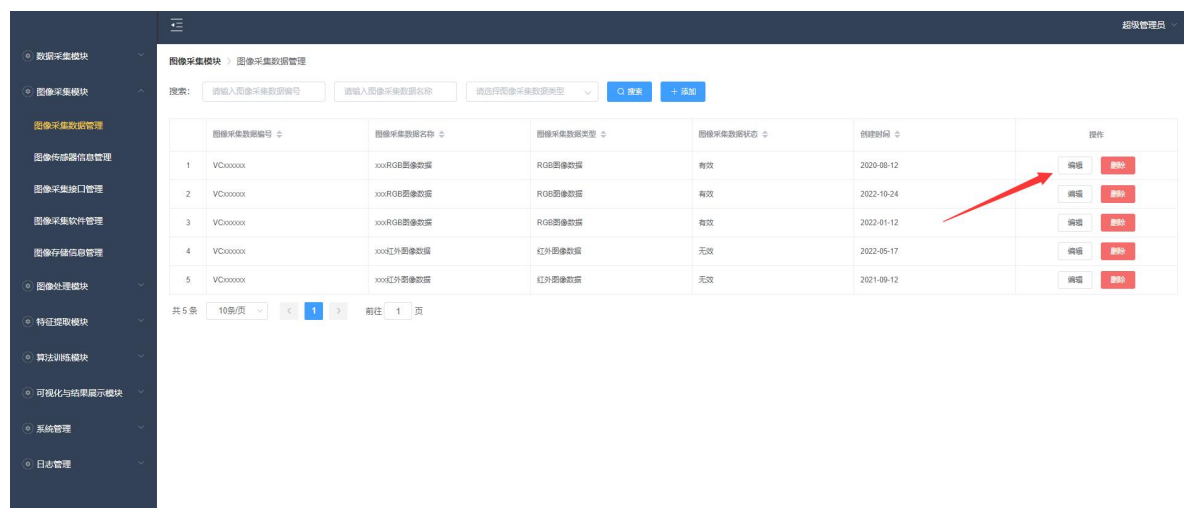 超级管理员
数据采集模块
图像采集模块
图像采集数据管理
图像传感器信息管理
图像采集接口管理
图像采集软件管理
图像存储信息管理
图像处理模块
特征提取模块
算法训练模块
可视化与结果展示模块
系统管理
日志管理
图像采集模块 > 图像采集数据管理
搜索: 请输入图像采集数据编号 请输入图像采集数据名称 请选择图像采集数据类型 搜索 + 添加
图像采集数据编号 图像采集数据名称 图像采集数据类型 图像采集数据状态 创建时间 操作
1 VCxxxxxx xxxRGB图像数据 RGB图像数据 有效 2020-08-12 编辑 删除
2 VCxxxxxx xxxRGB图像数据 RGB图像数据 有效 2022-10-24 编辑 删除
3 VCxxxxxx xxxRGB图像数据 RGB图像数据 有效 2022-01-12 编辑 删除
4 VCxxxxxx xxx红外图像数据 红外图像数据 无效 2022-05-17 编辑 删除
5 VCxxxxxx xxx红外图像数据 红外图像数据 无效 2021-09-12 编辑 删除
共 5 条 10条/页 < 1 > 前往 1 页